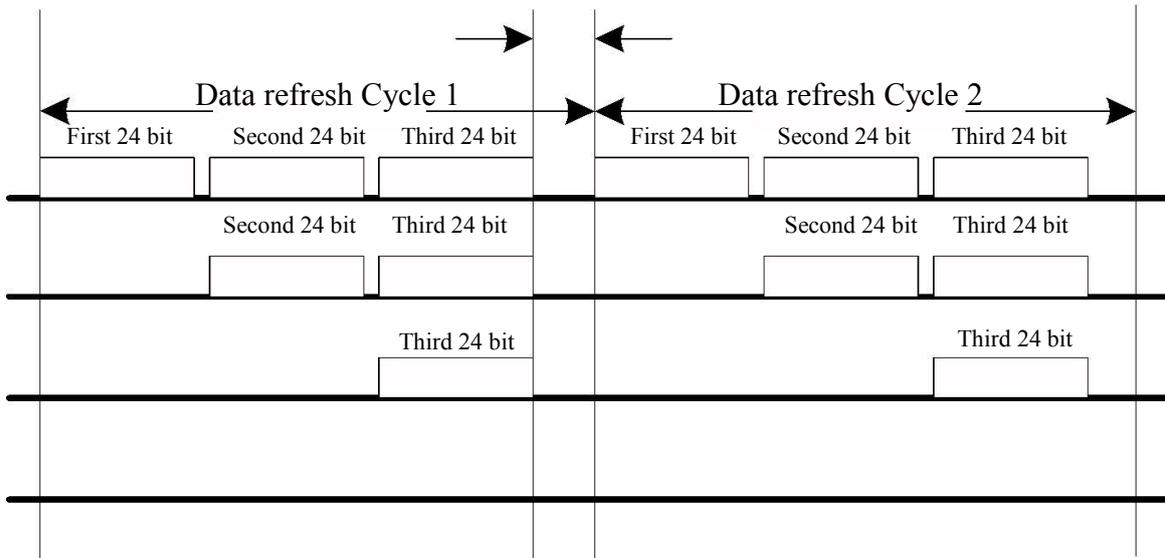 Data refresh Cycle 1 Data refresh Cycle 2
First 24 bit Second 24 bit Third 24 bit First 24 bit Second 24 bit Third 24 bit
Second 24 bit Third 24 bit Second 24 bit Third 24 bit
Third 24 bit Third 24 bit